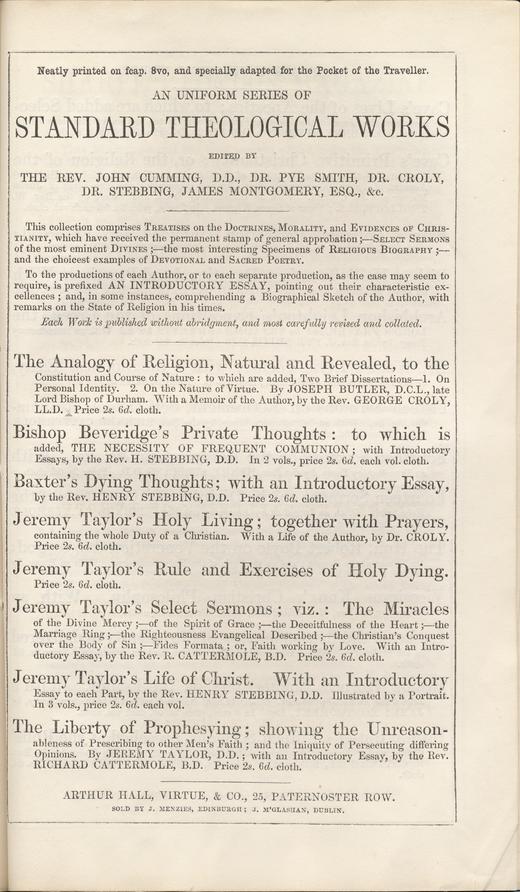 Neatly printed on fcap. 8vo, and specially adapted for the Pocket of the Traveller.
AN UNIFORM SERIES OF
STANDARD THEOLOGICAL WORKS
EDITED BY
THE REV. JOHN CUMMING, D.D., DR. PYE SMITH, DR. CROLY,
DR. STEBBING, JAMES MONTGOMERY, ESQ., &c.
This collection comprises TREATISES on the DOCTRINES, MORALITY, and EVIDENCES OF CHRIS-
TIANITY, which have received the permanent stamp of general approbation;—SELECT SERMONS
of the most eminent DIVINES;—the most interesting Specimens of RELIGIOUS BIOGRAPHY;—
and the choicest examples of DEVOTIONAL and SACRED POETRY.
To the productions of each Author, or to each separate production, as the case may seem to
require, is prefixed AN INTRODUCTORY ESSAY, pointing out their characteristic ex-
cellences; and, in some instances, comprehending a Biographical Sketch of the Author, with
remarks on the State of Religion in his times.
Each Work is published without abridgment, and most carefully revised and collated.
The Analogy of Religion, Natural and Revealed, to the
Constitution and Course of Nature: to which are added, Two Brief Dissertations—1. On
Personal Identity. 2. On the Nature of Virtue. By JOSEPH BUTLER, D.C.L., late
Lord Bishop of Durham. With a Memoir of the Author, by the Rev. GEORGE CROLY,
LL.D. Price 2s. 6d. cloth.
Bishop Beveridge's Private Thoughts: to which is
added, THE NECESSITY OF FREQUENT COMMUNION; with Introductory
Essays, by the Rev. H. STEBBING, D.D. In 2 vols., price 2s. 6d. each vol. cloth.
Baxter's Dying Thoughts; with an Introductory Essay,
by the Rev. HENRY STEBBING, D.D. Price 2s. 6d. cloth.
Jeremy Taylor's Holy Living; together with Prayers,
containing the whole Duty of a Christian. With a Life of the Author, by Dr. CROLY.
Price 2s. 6d. cloth.
Jeremy Taylor's Rule and Exercises of Holy Dying.
Price 2s. 6d. cloth.
Jeremy Taylor's Select Sermons; viz.: The Miracles
of the Divine Mercy;—of the Spirit of Grace;—the Deceitfulness of the Heart;—the
Marriage Ring;—the Righteousness Evangelical Described;—the Christian's Conquest
over the Body of Sin;—Fides Formata; or, Faith working by Love. With an Intro-
ductory Essay, by the Rev. R. CATTERMOLE, B.D. Price 2s. 6d. cloth.
Jeremy Taylor's Life of Christ. With an Introductory
Essay to each Part, by the Rev. HENRY STEBBING, D.D. Illustrated by a Portrait.
In 3 vols., price 2s. 6d. each vol.
The Liberty of Prophesying; showing the Unreason-
ableness of Prescribing to other Men's Faith; and the Iniquity of Persecuting differing
Opinions. By JEREMY TAYLOR, D.D.; with an Introductory Essay, by the Rev.
RICHARD CATTERMOLE, B.D. Price 2s. 6d. cloth.
ARTHUR HALL, VIRTUE, & CO., 25, PATERNOSTER ROW.
SOLD BY J. MENZIES, EDINBURGH; J. M'GLASHAN, DUBLIN.